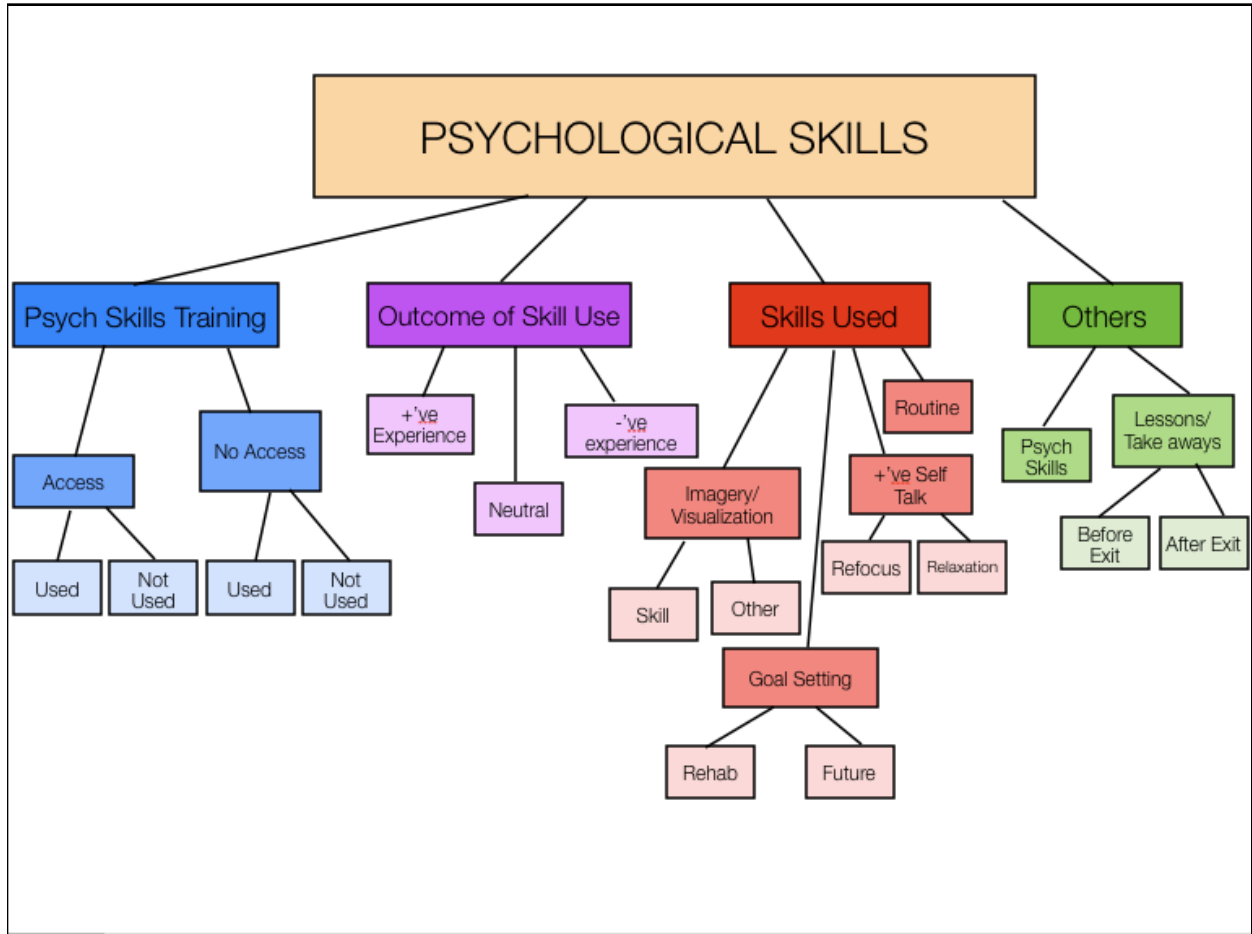 PSYCHOLOGICAL SKILLS
Psych Skills Training
Outcome of Skill Use
Skills Used
Others
Access
No Access
Used
Not
Used
Used
Not
Used
+'ve
Experience
Neutral
-'ve
experience
Imagery/
Visualization
Skill
Other
Goal Setting
Rehab
Future
+'ve Self
Talk
Refocus
Relaxation
Routine
Psych
Skills
Lessons/
Take aways
Before
Exit
After Exit